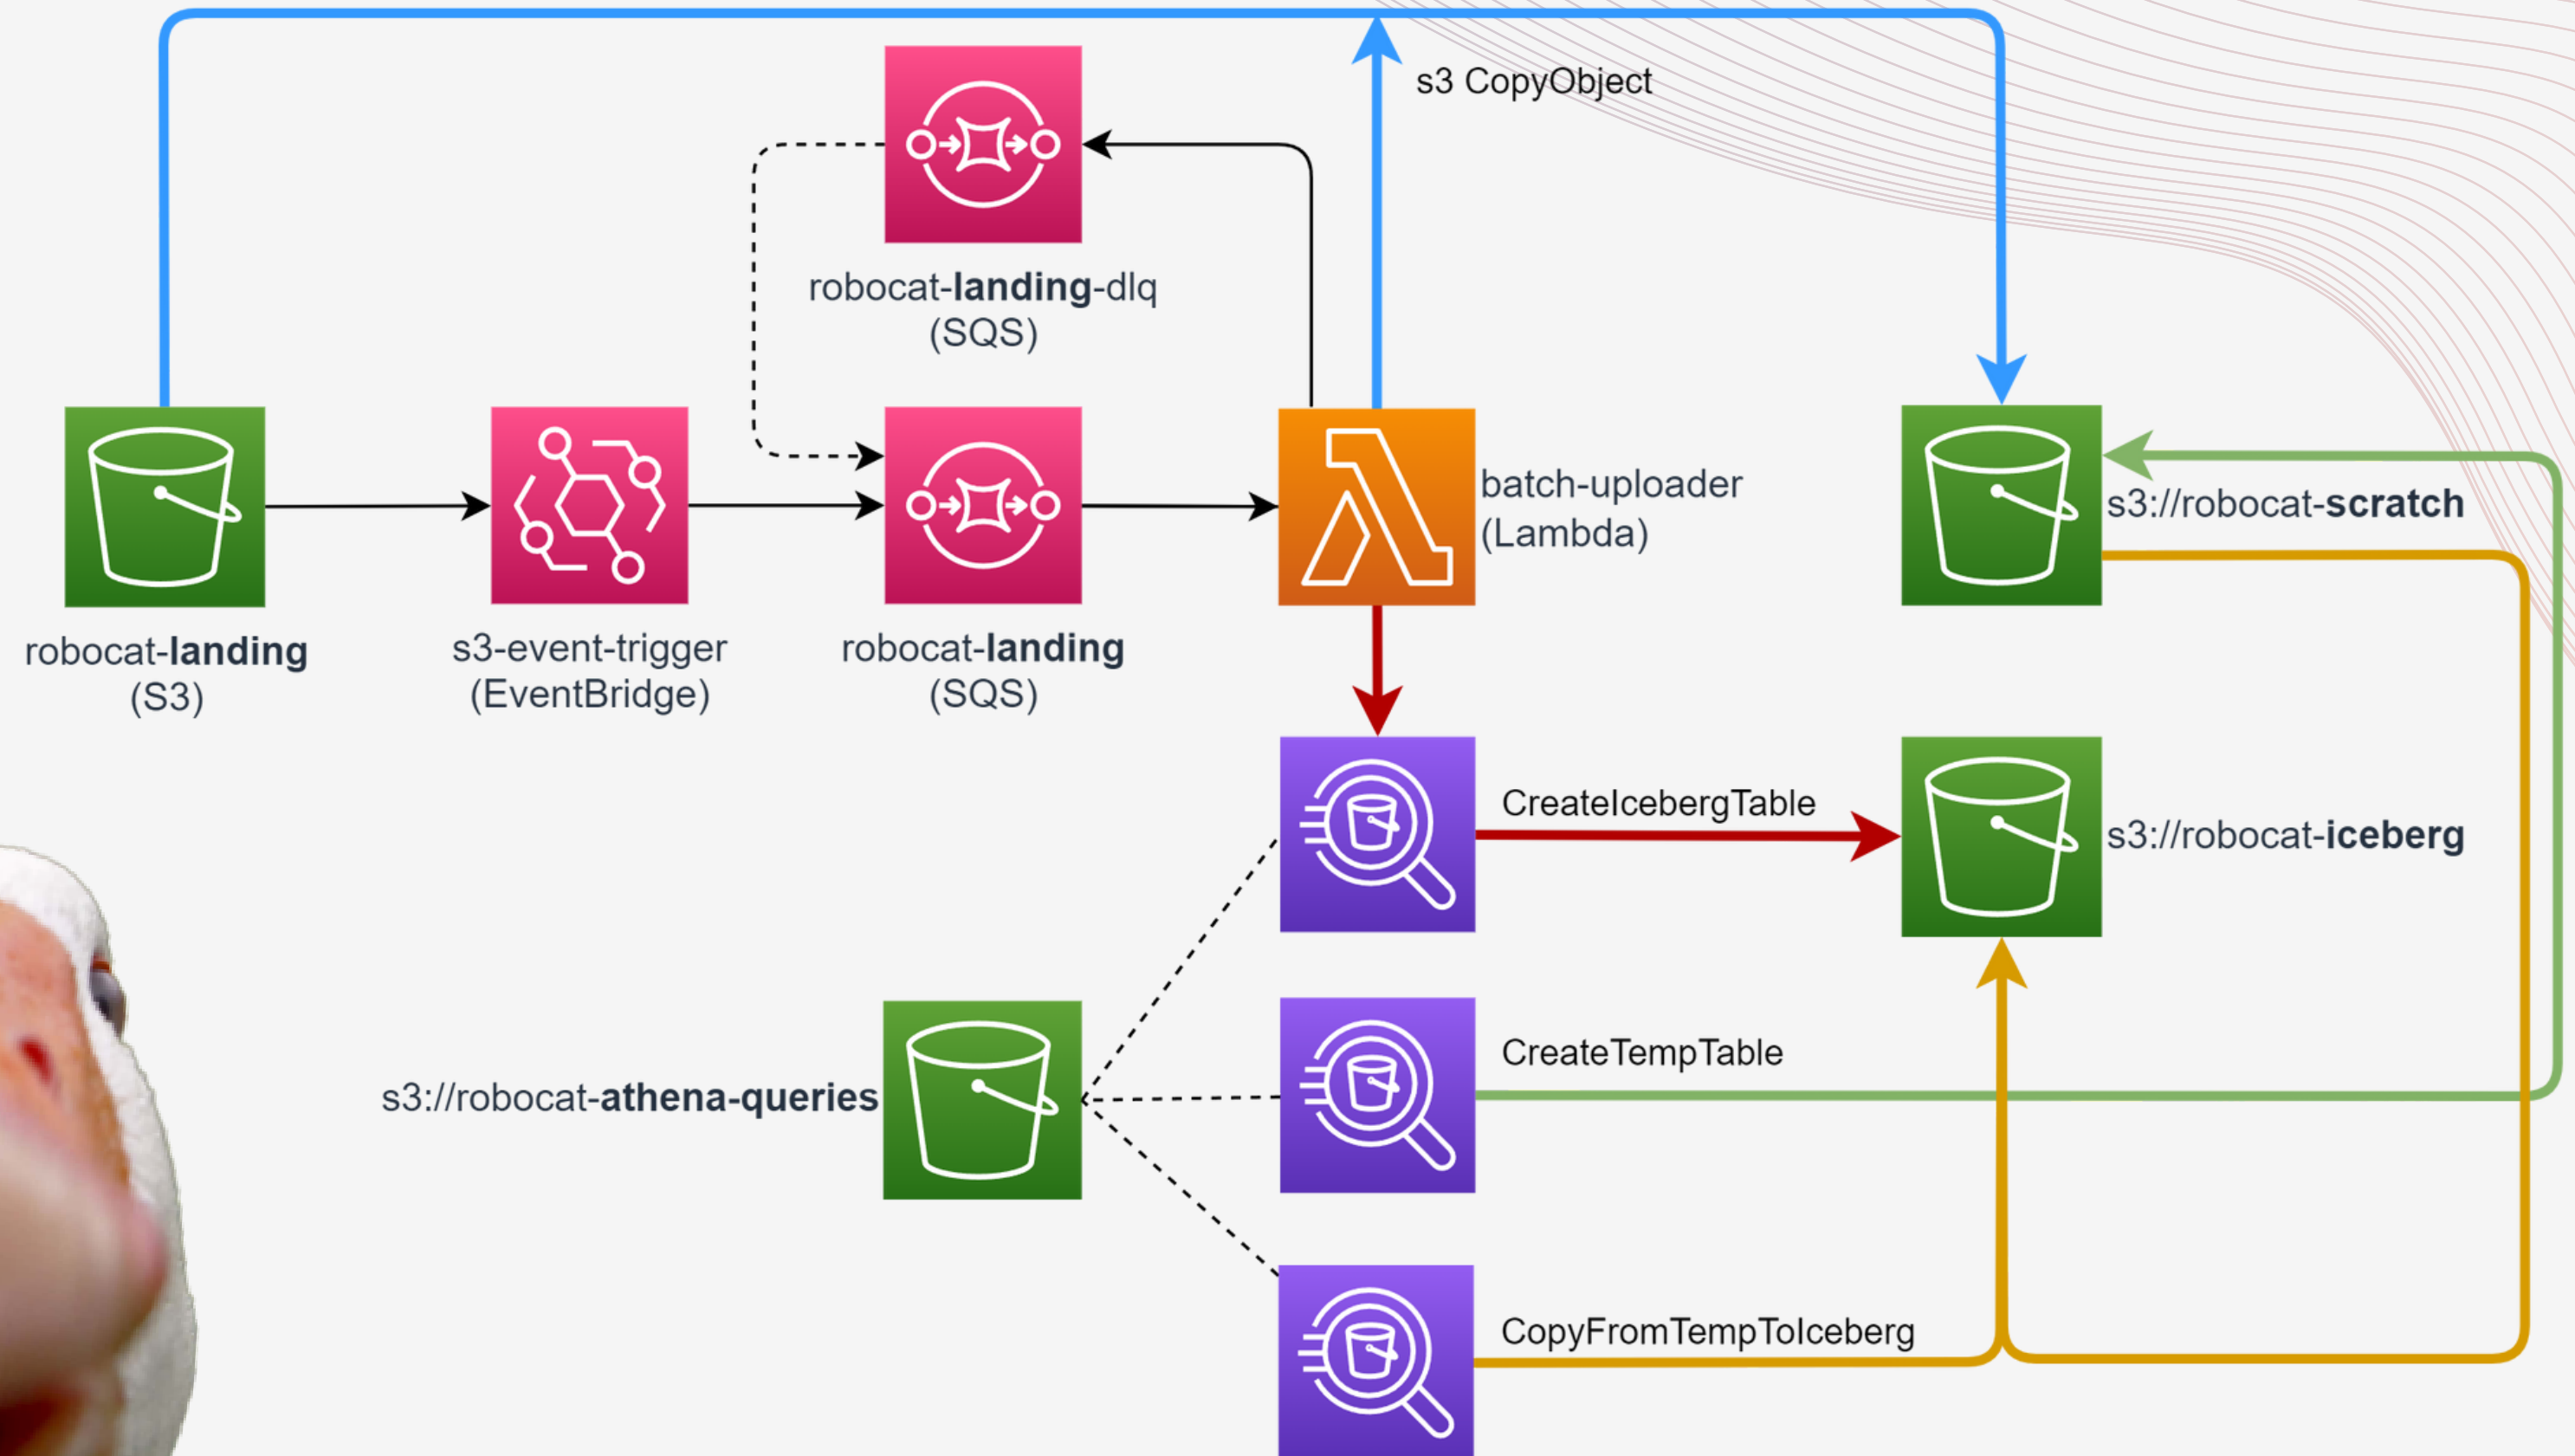 s3 CopyObject
robocat-landing-dlq
(SQS)
robocat-landing
(S3)
s3-event-trigger
(EventBridge)
robocat-landing
(SQS)
batch-uploader
(Lambda)
s3://robocat-scratch
CreateIcebergTable
s3://robocat-iceberg
s3://robocat-athena-queries
CreateTempTable
CopyFromTempToIceberg